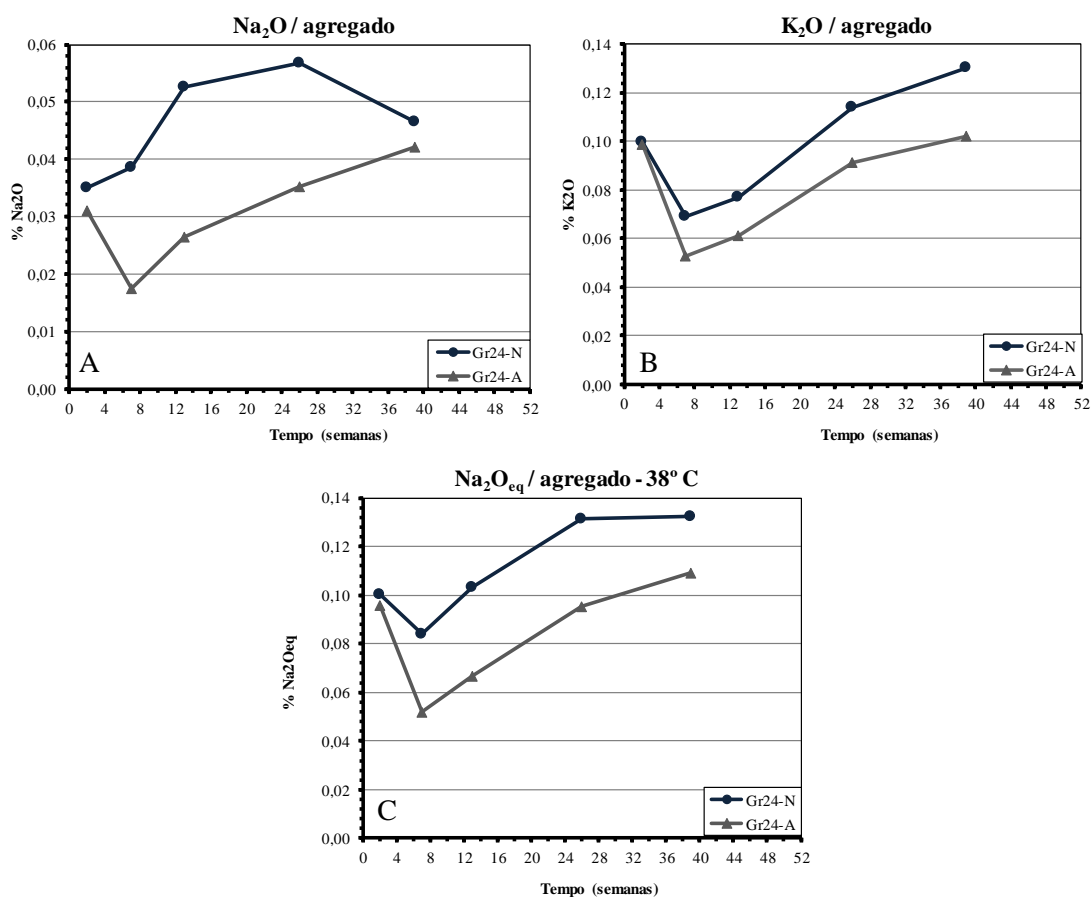 Na₂O / agregado
0,06
0,05
0,04
0,03
0,02
0,01
0,00
% Na2O
A
Gr24-N
Gr24-A
0 4 8 12 16 20 24 28 32 36 40 44 48 52
Tempo (semanas)
K₂O / agregado
0,14
0,12
0,10
0,08
0,06
0,04
0,02
0,00
% K2O
B
Gr24-N
Gr24-A
0 4 8 12 16 20 24 28 32 36 40 44 48 52
Tempo (semanas)
Na₂Oeq / agregado - 38º C
0,14
0,12
0,10
0,08
0,06
0,04
0,02
0,00
% Na2Oeq
C
Gr24-N
Gr24-A
0 4 8 12 16 20 24 28 32 36 40 44 48 52
Tempo (semanas)